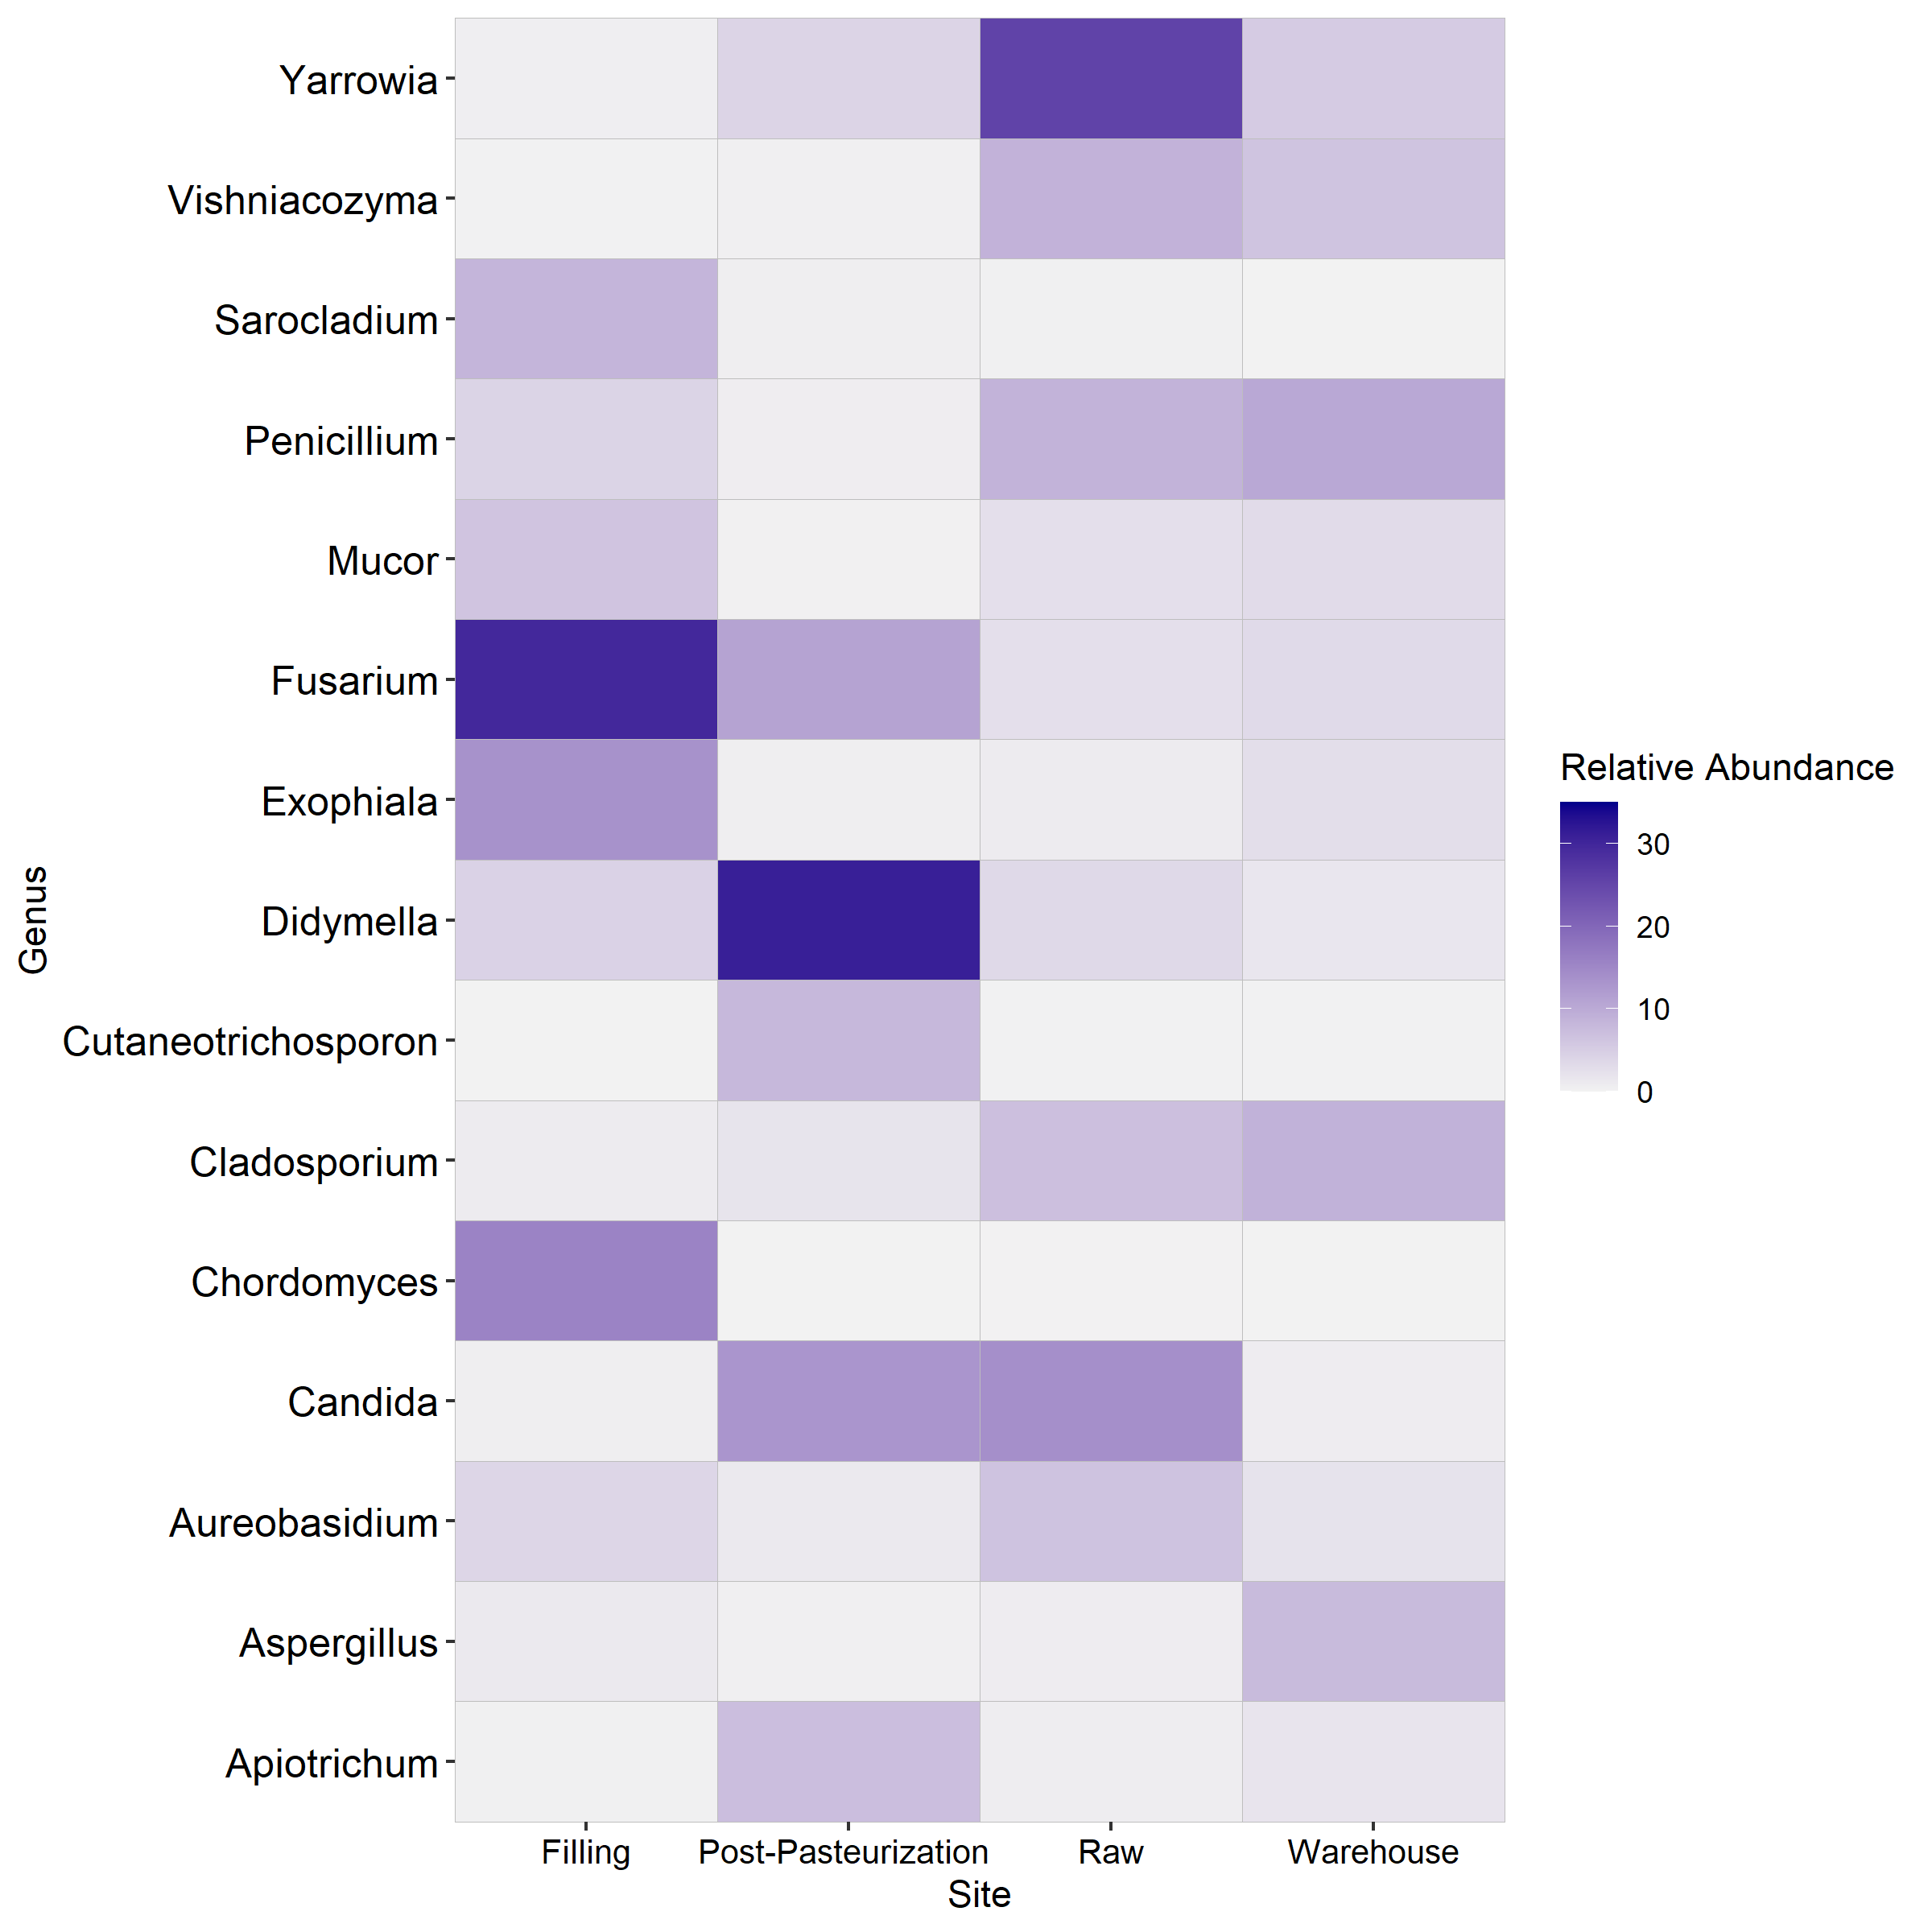 Yarrowia
Vishniacozyma
Sarocladium
Penicillium
Mucor
Fusarium
Exophiala
Didymella
Cutaneotrichosporon
Cladosporium
Chordomyces
Candida
Aureobasidium
Aspergillus
Apiotrichum
Genus
Filling Post-Pasteurization Raw Warehouse
Site
Relative Abundance
30
20
10
0